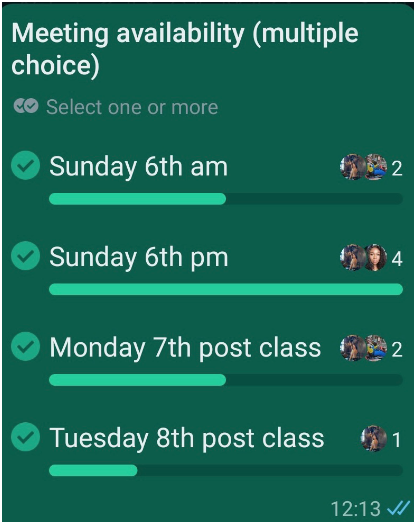 Meeting availability (multiple
choice)
Select one or more
Sunday 6th am 2
Sunday 6th pm 4
Monday 7th post class 2
Tuesday 8th post class 1
12:13